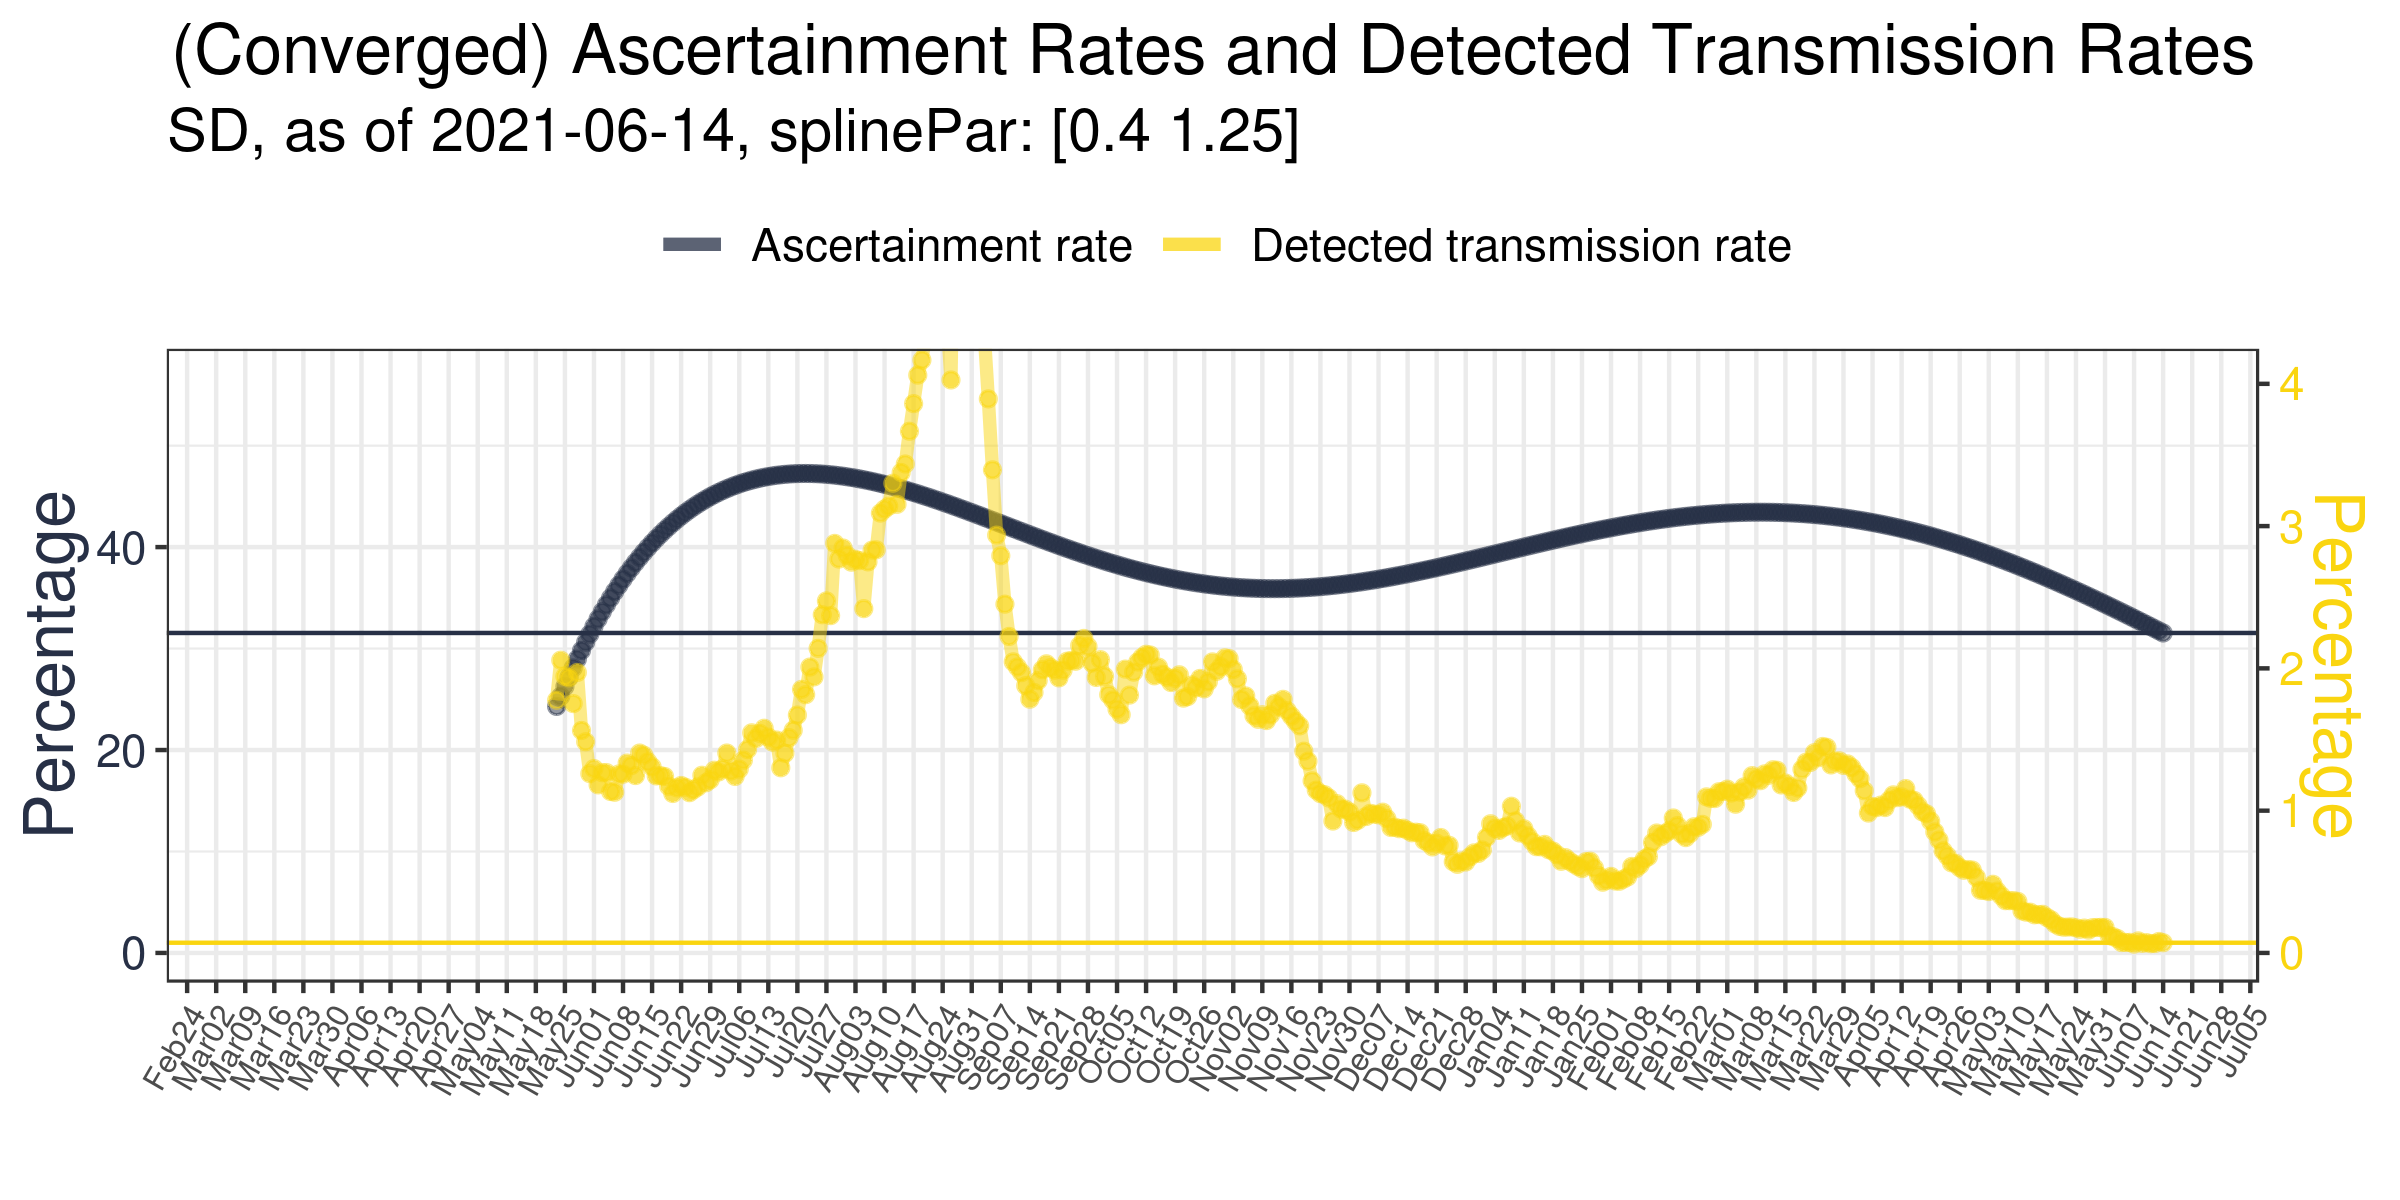 (Converged) Ascertainment Rates and Detected Transmission Rates
SD, as of 2021-06-14, splinePar: [0.4 1.25]
Ascertainment rate
Detected transmission rate
Percentage
40
20
0
4
3
2
1
0
Percentage
Feb24
Mar02
Mar09
Mar16
Mar23
Mar30
Apr06
Apr13
Apr20
Apr27
May04
May11
May18
May25
Jun01
Jun08
Jun15
Jun22
Jun29
Jul06
Jul13
Jul20
Jul27
Aug03
Aug10
Aug17
Aug24
Aug31
Sep07
Sep14
Sep21
Sep28
Oct05
Oct12
Oct19
Oct26
Nov02
Nov09
Nov16
Nov23
Nov30
Dec07
Dec14
Dec21
Dec28
Jan04
Jan11
Jan18
Jan25
Feb01
Feb08
Feb15
Feb22
Mar01
Mar08
Mar15
Mar22
Mar29
Apr05
Apr12
Apr19
Apr26
May03
May10
May17
May24
May31
Jun07
Jun14
Jun21
Jun28
Jul05